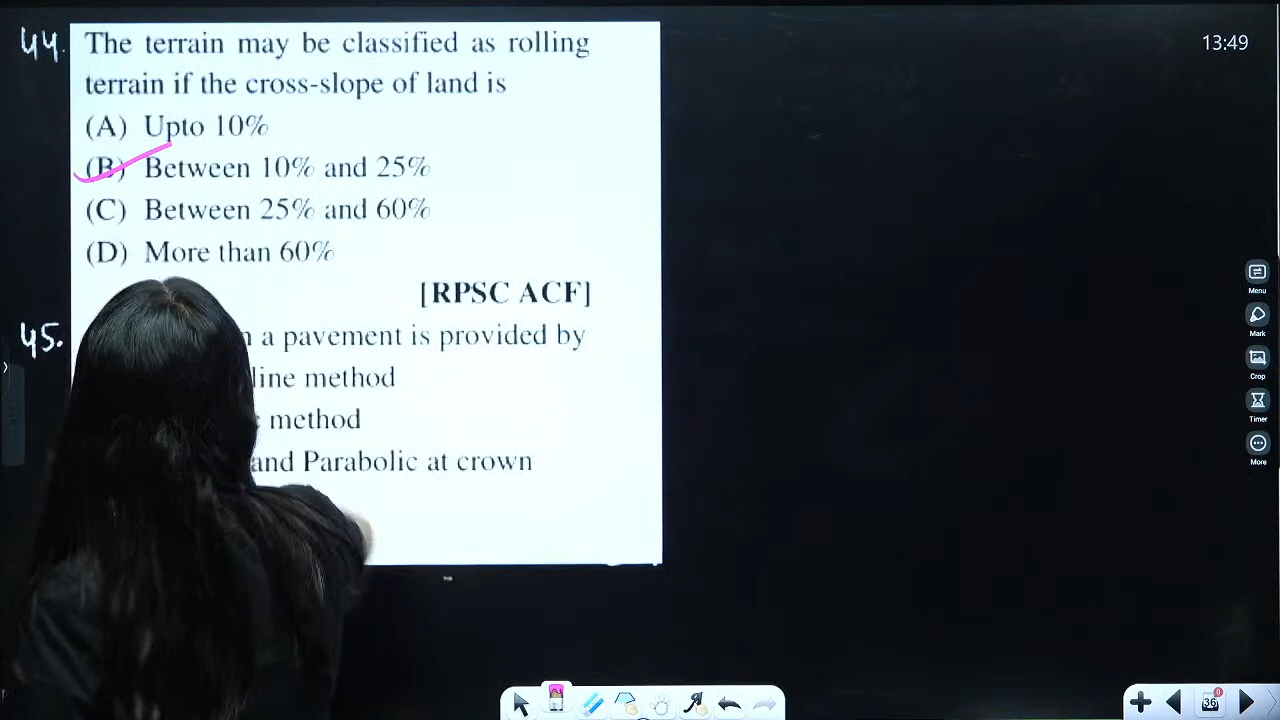 44. The terrain may be classified as rolling
terrain if the cross-slope of land is
(A) Upto 10%
(B) Between 10% and 25%
(C) Between 25% and 60%
(D) More than 60%
[RPSC ACF]
45. a pavement is provided by
line method
method
and Parabolic at crown
13:49
Menu
Mark
Crop
Timer
More
36